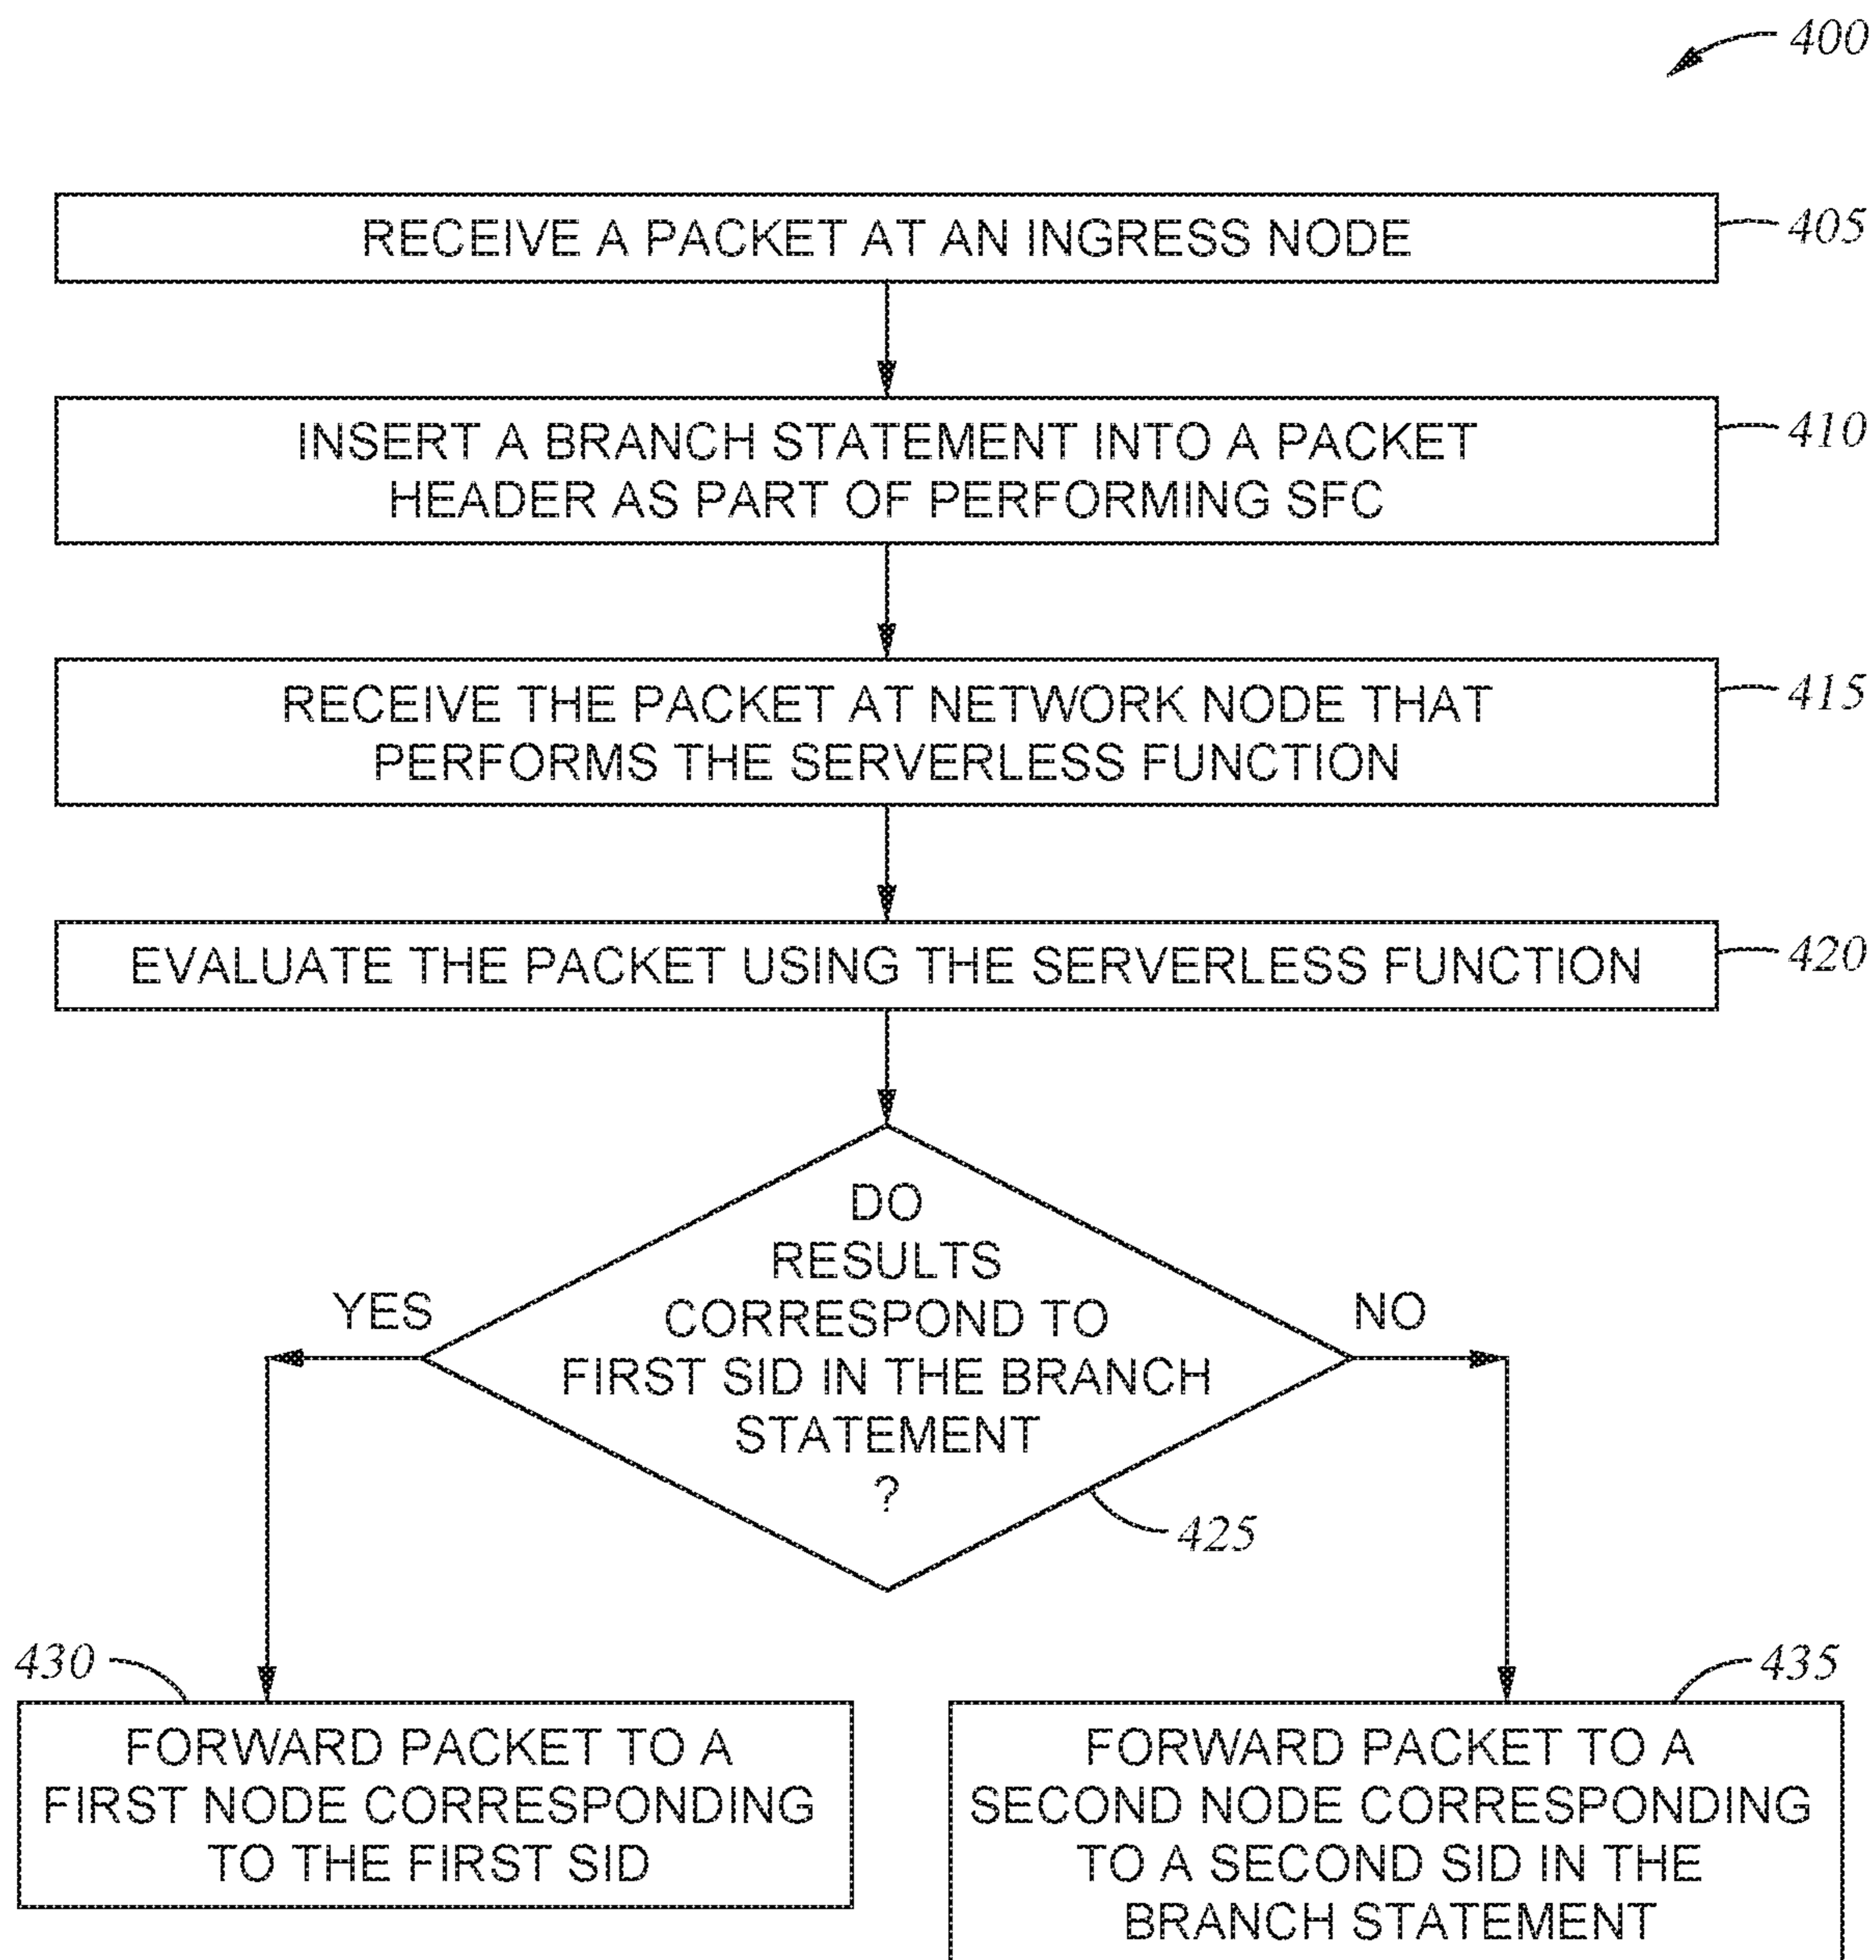 400
RECEIVE A PACKET AT AN INGRESS NODE
405
INSERT A BRANCH STATEMENT INTO A PACKET
HEADER AS PART OF PERFORMING SFC
410
RECEIVE THE PACKET AT NETWORK NODE THAT
PERFORMS THE SERVERLESS FUNCTION
415
EVALUATE THE PACKET USING THE SERVERLESS FUNCTION
420
DO
RESULTS
CORRESPOND TO
FIRST SID IN THE BRANCH
STATEMENT
?
YES
NO
425
430
FORWARD PACKET TO A
FIRST NODE CORRESPONDING
TO THE FIRST SID
435
FORWARD PACKET TO A
SECOND NODE CORRESPONDING
TO A SECOND SID IN THE
BRANCH STATEMENT